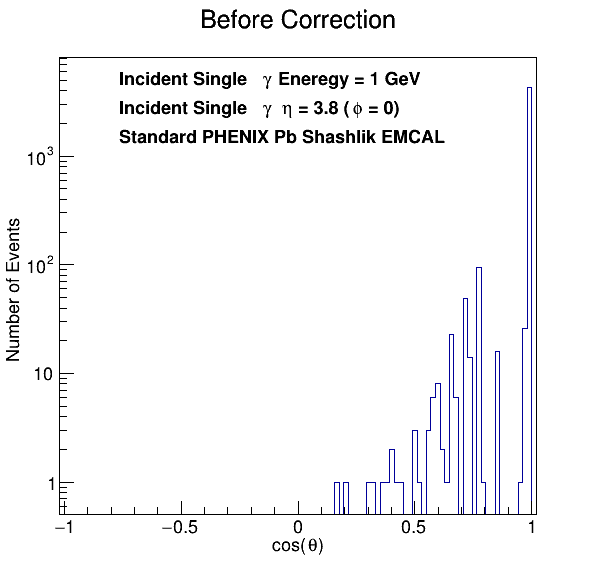 Before Correction
Incident Single γ Eneregy = 1 GeV
Incident Single γ η = 3.8 ( ϕ = 0)
Standard PHENIX Pb Shashlik EMCAL
Number of Events
10³
10²
10
1
−1 −0.5 0 0.5 1
cos(θ)